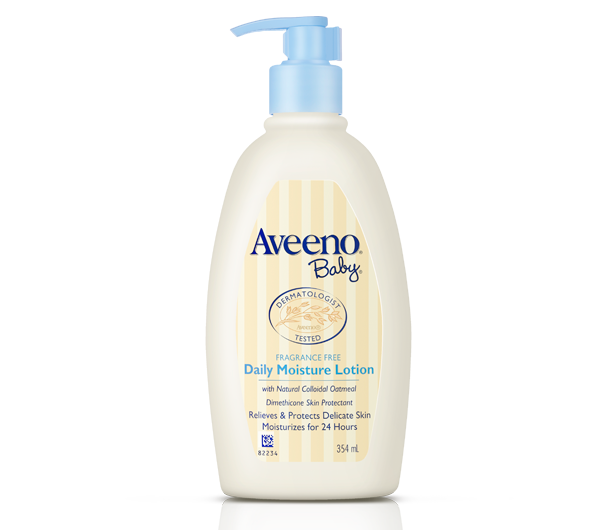 Aveeno®
Baby®
DERMATOLOGIST
Aveeno®
TESTED
FRAGRANCE FREE
Daily Moisture Lotion
with Natural Colloidal Oatmeal
Dimethicone Skin Protectant
Relieves & Protects Delicate Skin
Moisturizes for 24 Hours
82234
354 mL